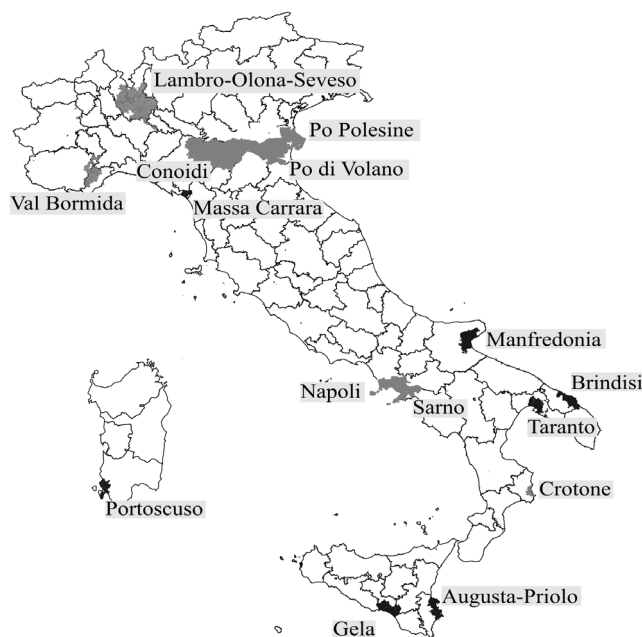 Lambro-Olona-Seveso
Po Polesine
Conoidi
Po di Volano
Val Bormida
Massa Carrara
Manfredonia
Napoli
Brindisi
Sarno
Taranto
Portoscuso
Crotone
Augusta-Priolo
Gela